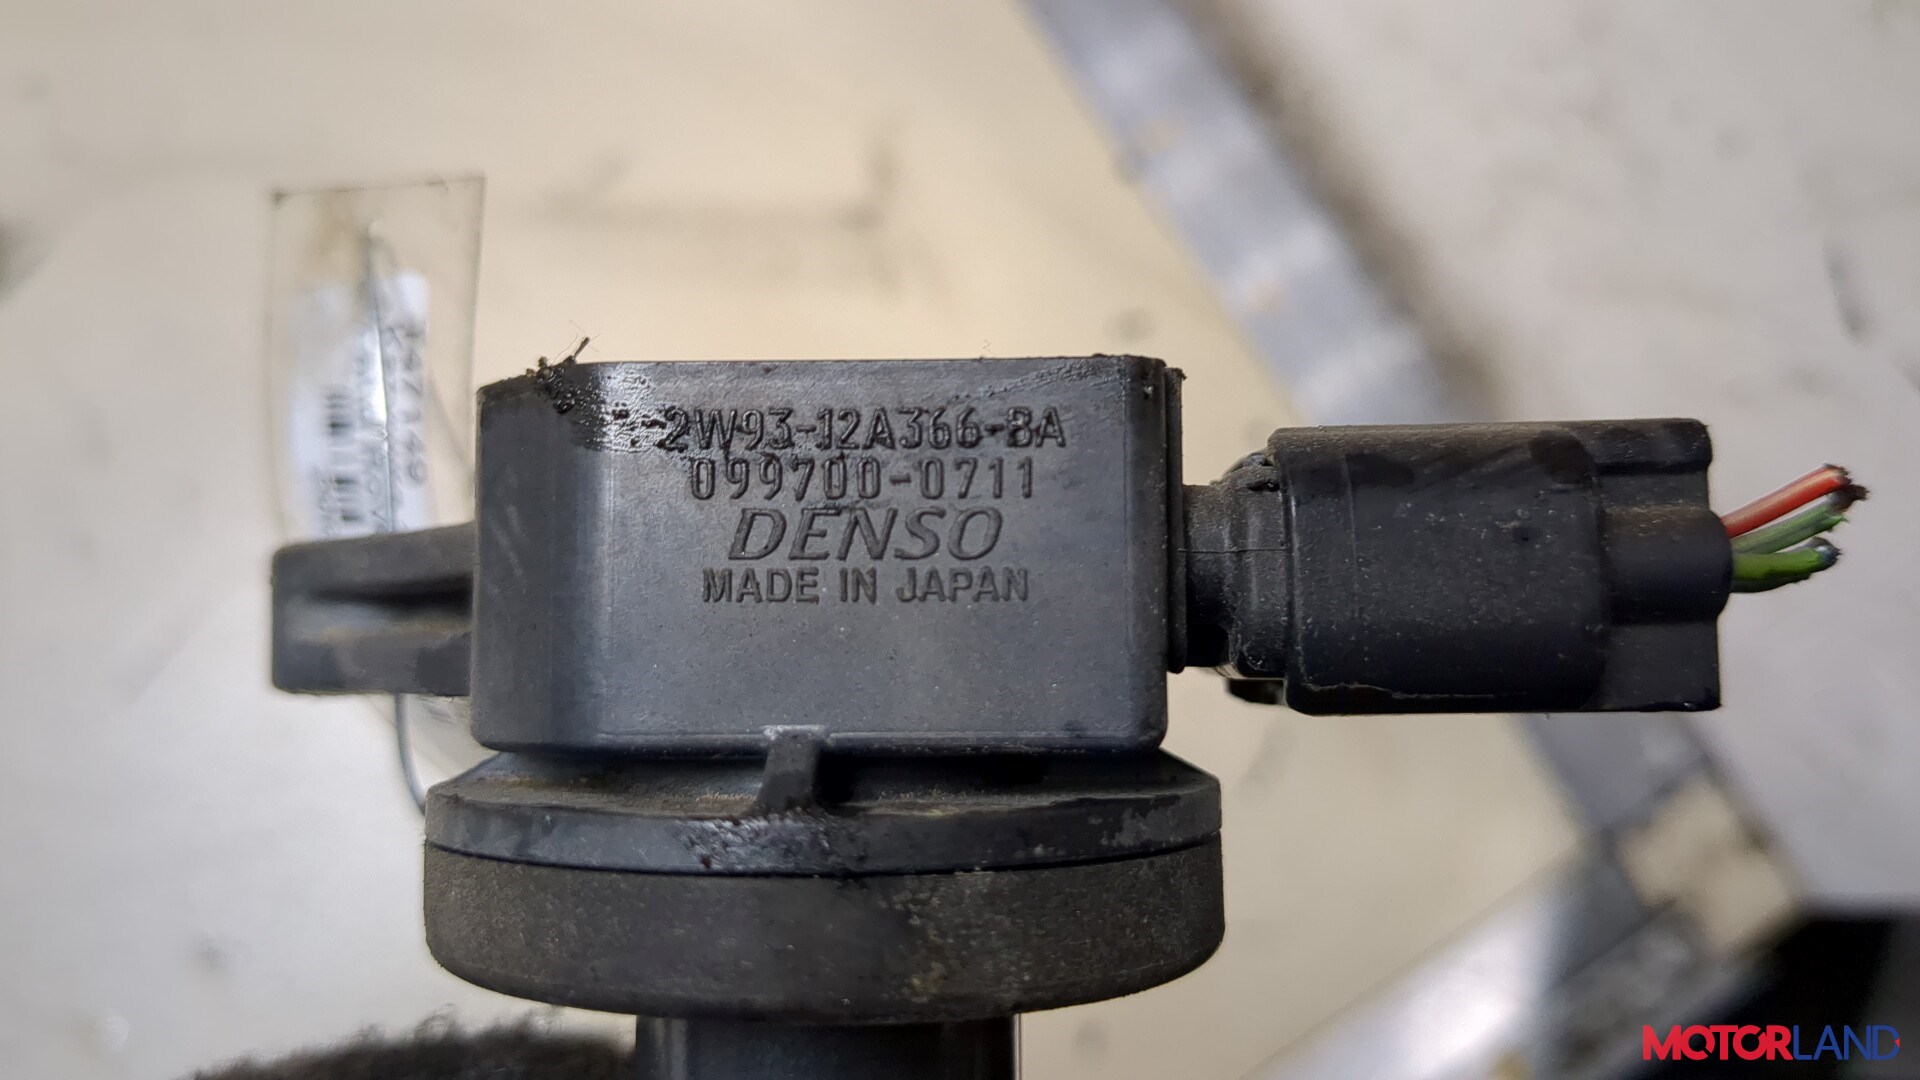 2W93-12A366-BA
099700-0711
DENSO
MADE IN JAPAN
MOTORLAND